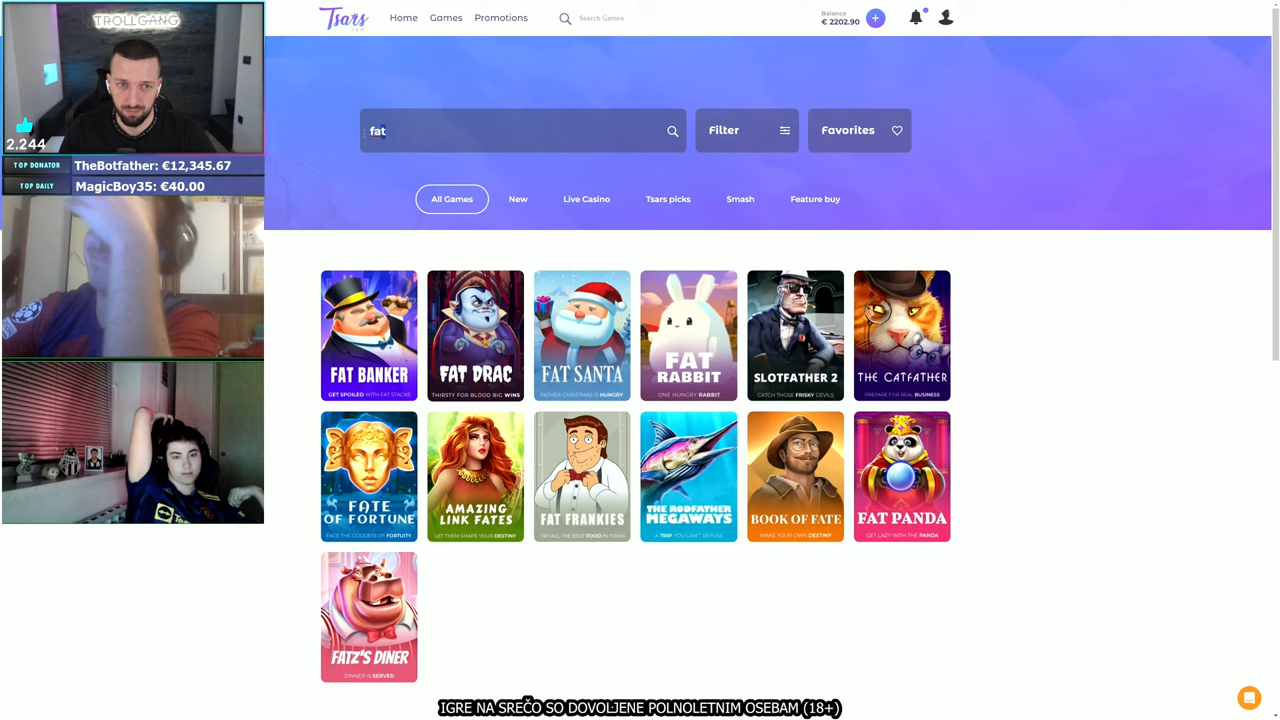 TROLLGANG
2,244
TOP DONATOR
TheBotfather: €12,345.67
TOP DAILY
MagicBoy35: €40.00
Tsars
.com
Home
Games
Promotions
Search Games
Balance
€ 2202.90
fat
Filter
Favorites
All Games
New
Live Casino
Tsars picks
Smash
Feature buy
FAT BANKER
GET SPOILED WITH FAT STACKS
FAT DRAC
THIRSTY FOR BLOOD BIG WINS
FAT SANTA
FATHER CHRISTMAS IS HUNGRY
FAT
RABBIT
ONE HUNGRY RABBIT
SLOTFATHER 2
CATCH THOSE FRISKY DEVILS
THE CATFATHER
PREPARE FOR REAL BUSINESS
FATE
OF FORTUNE
FACE THE GODDESS OF FORTUITY
AMAZING
LINK FATES
LET THEM SHAPE YOUR DESTINY
FAT FRANKIES
TRY ALL THE BEST FOOD IN TOWN
THE RODFATHER
MEGAWAYS
A TRIP YOU CAN'T REFUSE
BOOK OF FATE
MAKE YOUR OWN DESTINY
FAT PANDA
GET LAZY WITH THE PANDA
FATZ'S DINER
DINNER IS SERVED
IGRE NA SREČO SO DOVOLJENE POLNOLETNIM OSEBAM (18+)